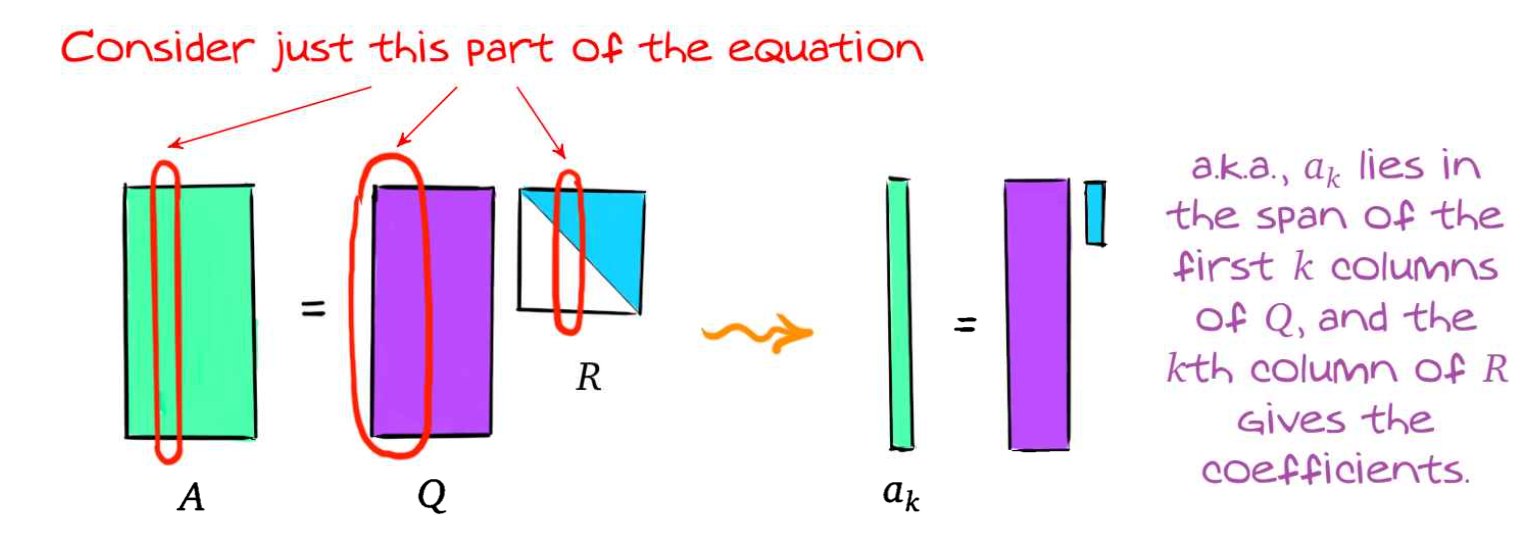 Consider just this part of the equation
A
=
Q
R
a_k
=
a.k.a., a_k lies in
the span of the
first k columns
of Q, and the
kth column of R
gives the
coefficients.